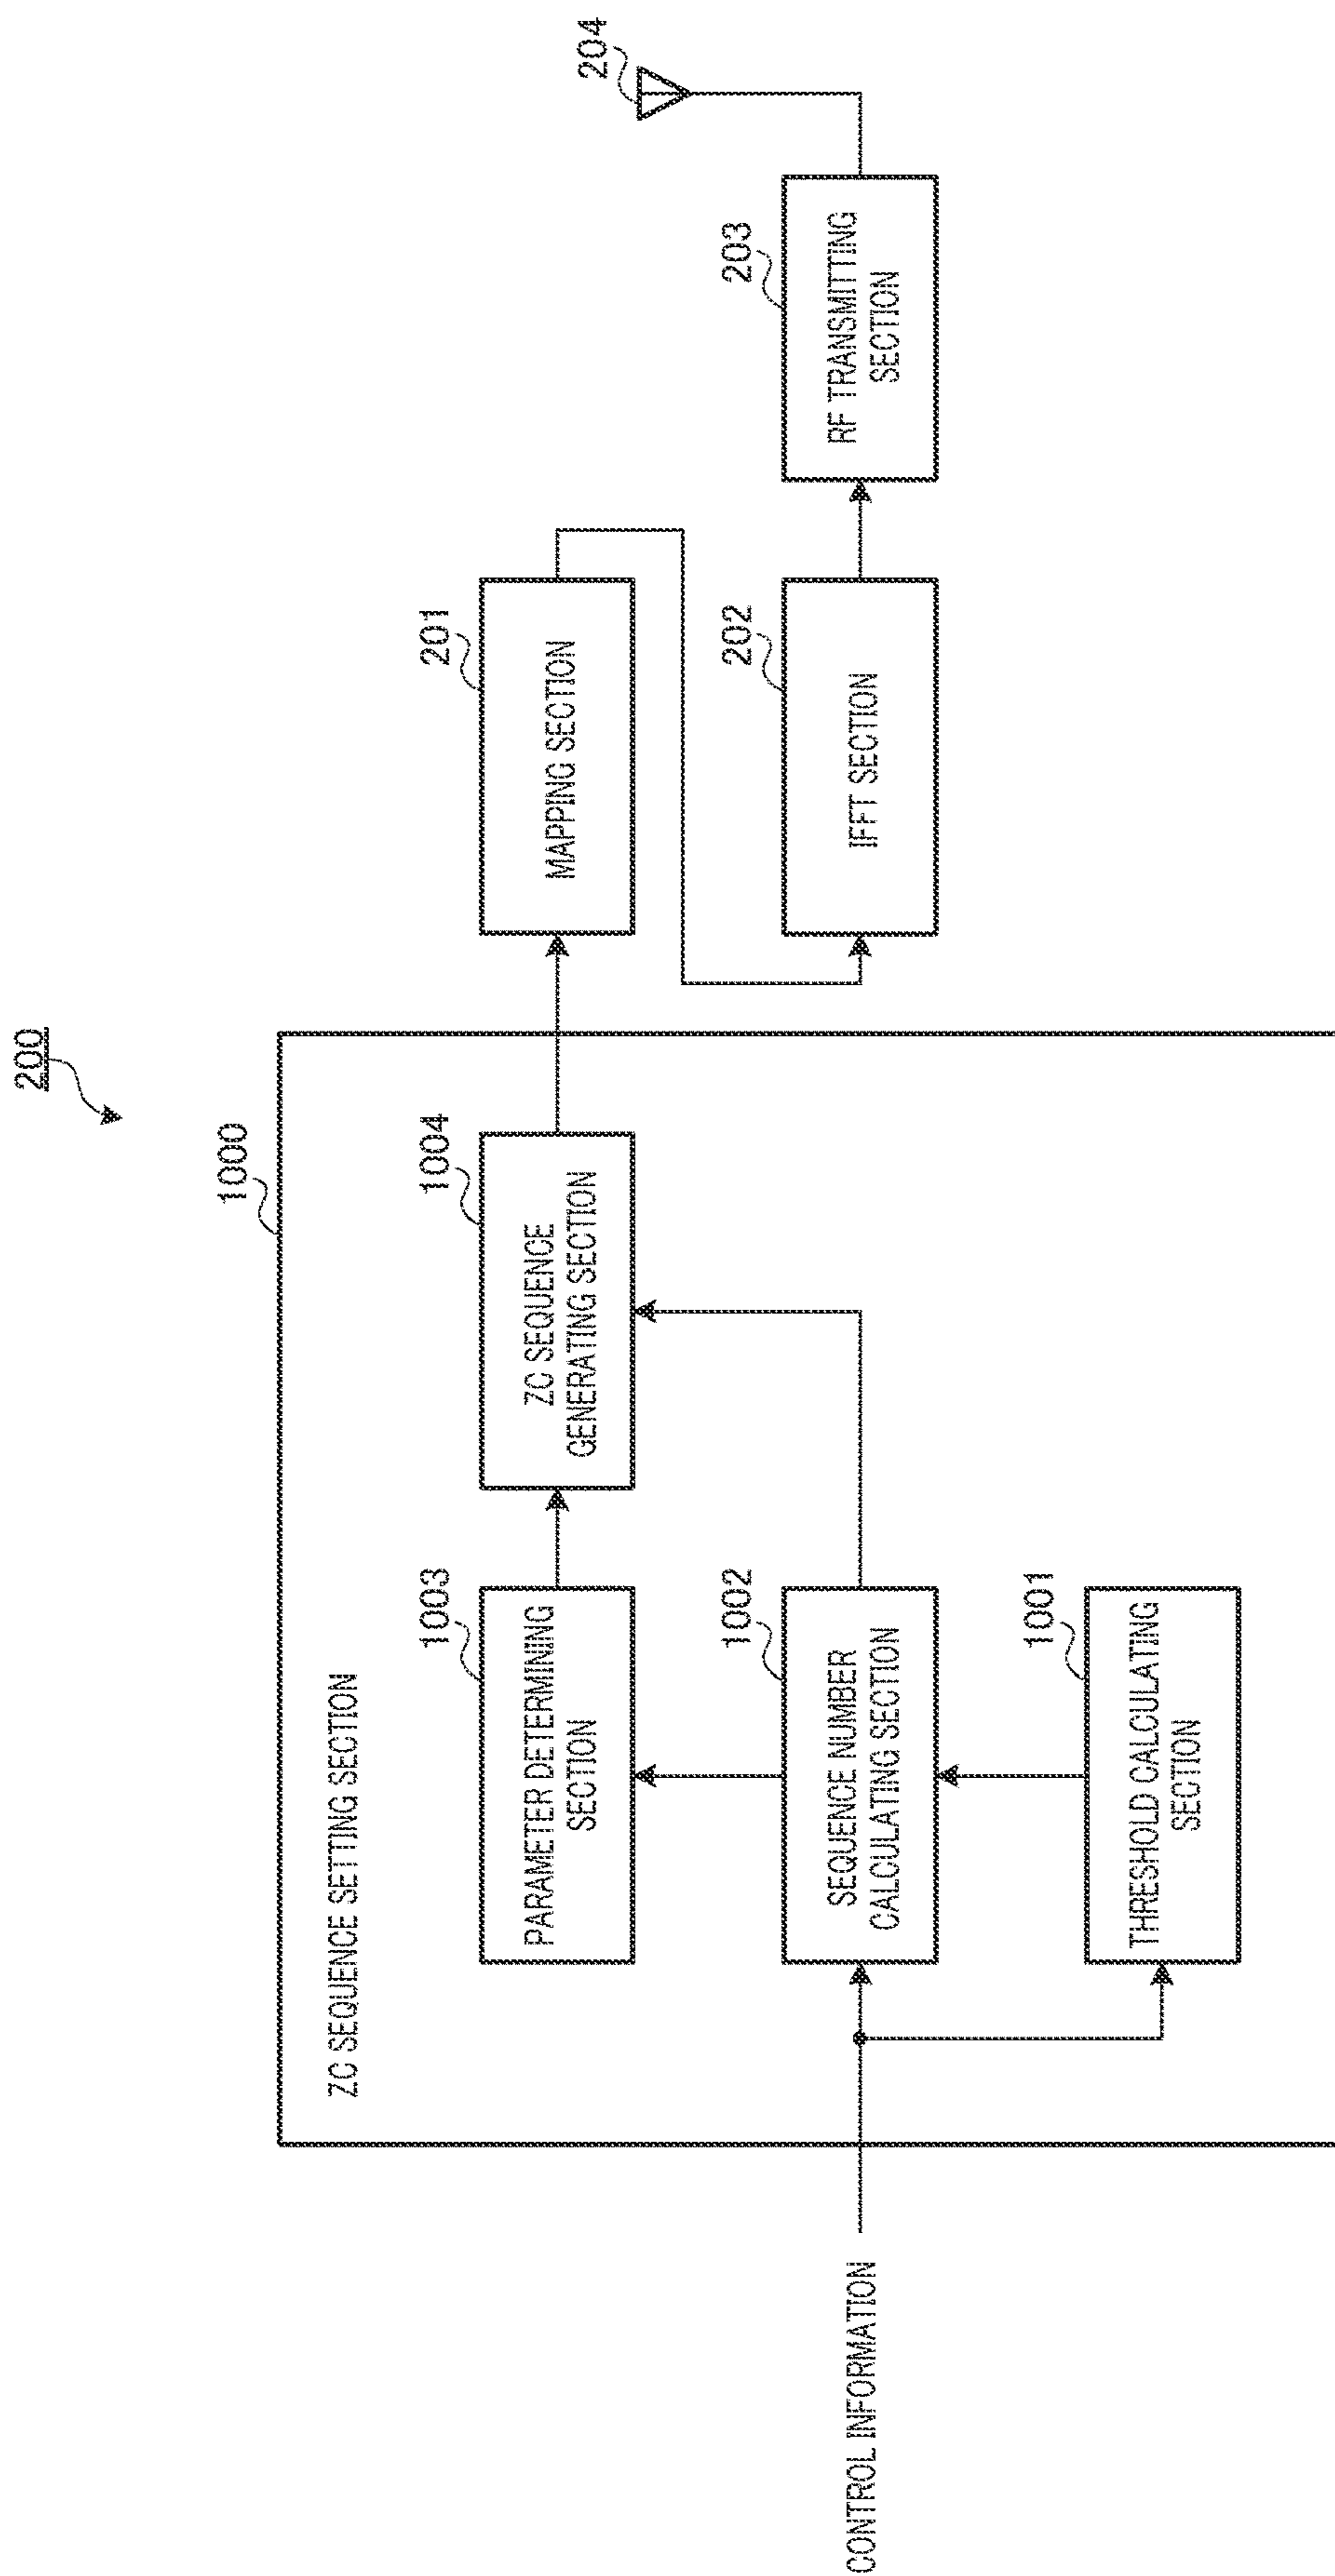 200
1000
ZC SEQUENCE SETTING SECTION
1003
PARAMETER DETERMINING
SECTION
1004
ZC SEQUENCE
GENERATING SECTION
201
MAPPING SECTION
204
CONTROL INFORMATION
1002
SEQUENCE NUMBER
CALCULATING SECTION
202
IFFT SECTION
203
RF TRANSMITTING
SECTION
1001
THRESHOLD CALCULATING
SECTION